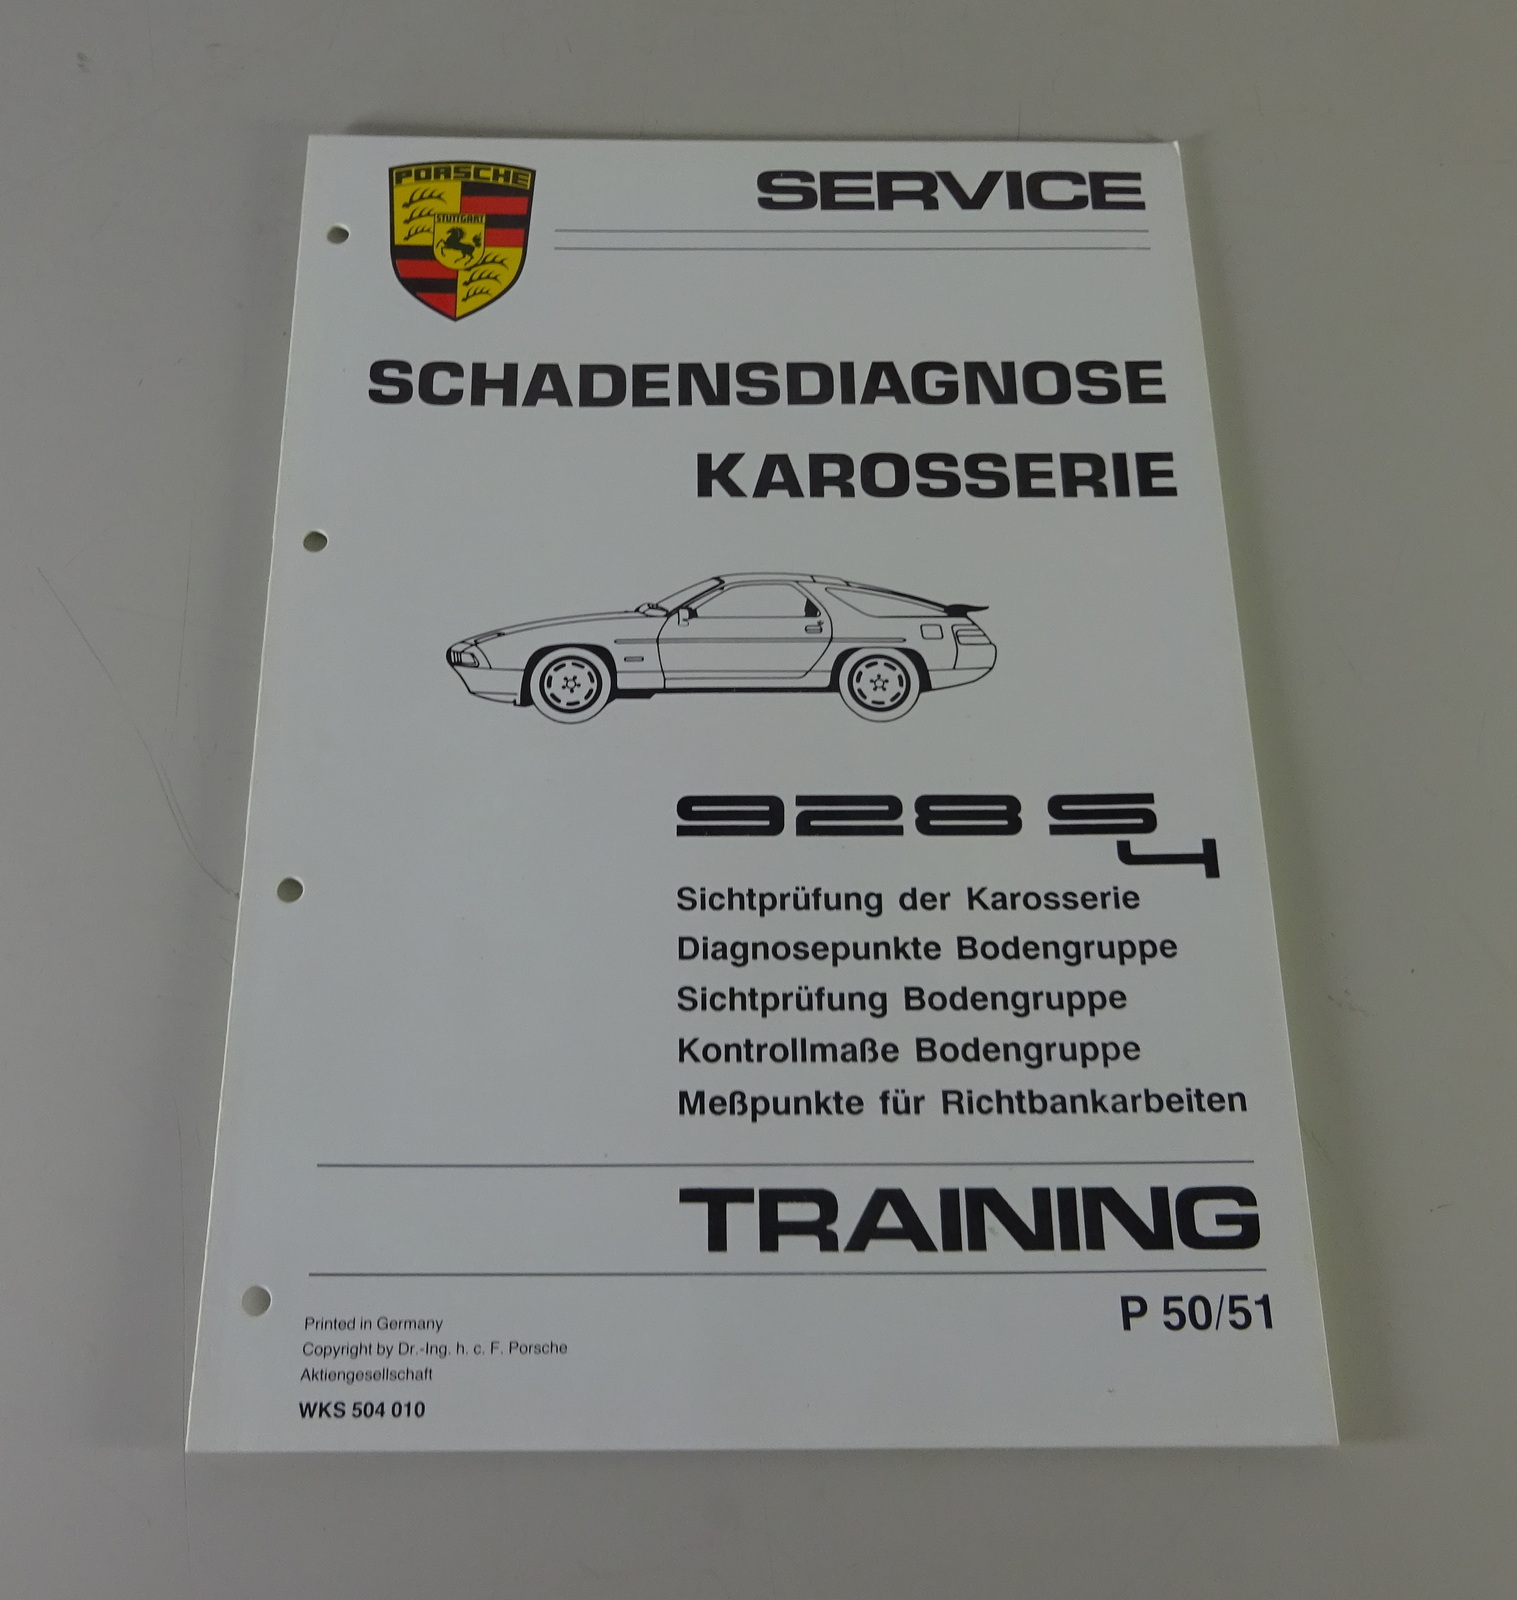 PORSCHE
STUTTGART
SERVICE
SCHADENSDIAGNOSE
KAROSSERIE
928 S
4
Sichtprüfung der Karosserie
Diagnosepunkte Bodengruppe
Sichtprüfung Bodengruppe
Kontrollmaße Bodengruppe
Meßpunkte für Richtbankarbeiten
TRAINING
P 50/51
Printed in Germany
Copyright by Dr.-Ing. h. c. F. Porsche
Aktiengesellschaft
WKS 504 010